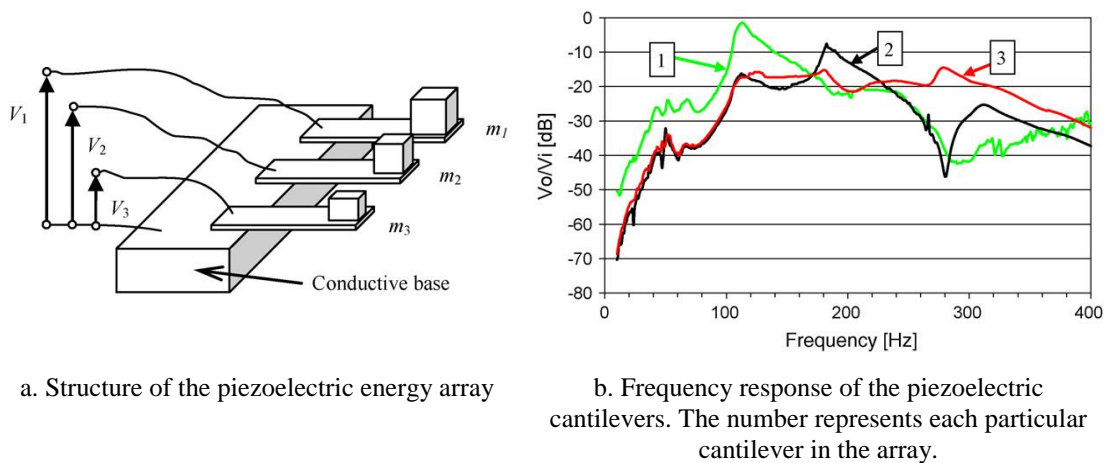 V1
V2
V3
m1
m2
m3
Conductive base
a. Structure of the piezoelectric energy array
0
-10
-20
-30
-40
-50
-60
-70
-80
Vo/Vi [dB]
1
2
3
0
100
200
300
400
Frequency [Hz]
b. Frequency response of the piezoelectric
cantilevers. The number represents each particular
cantilever in the array.